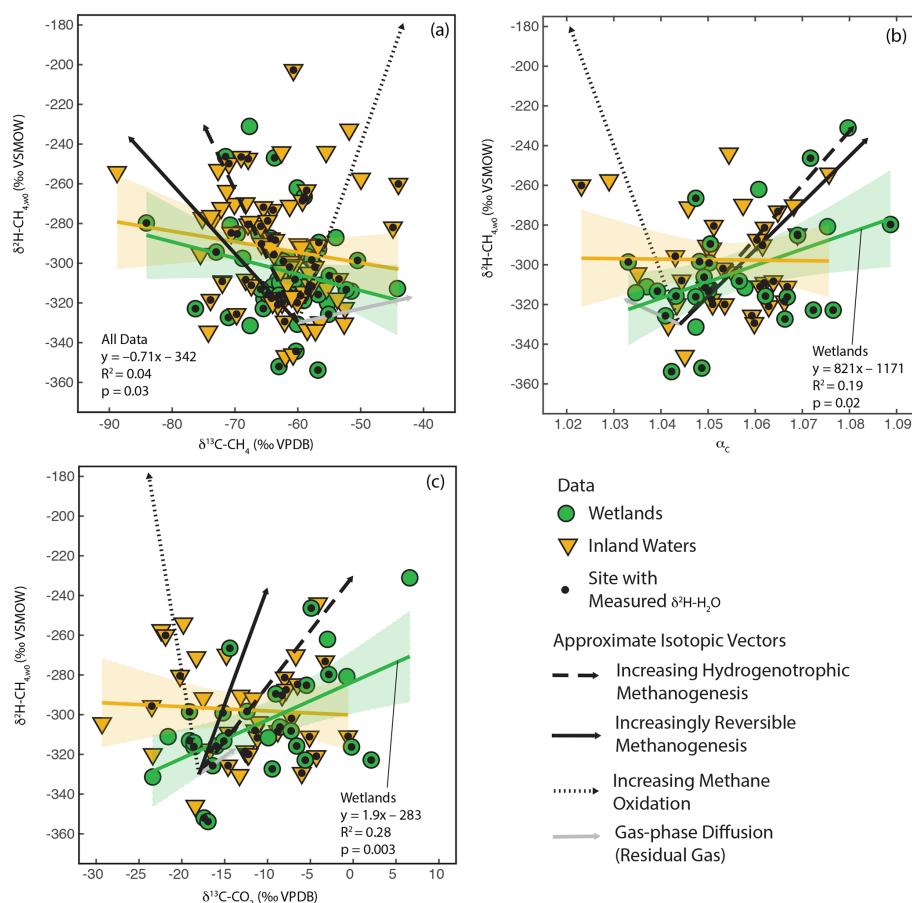 (a)
-180
-200
-220
-240
-260
-280
-300
-320
-340
-360
δ²H-CH₄,w0 (‰ VSMOW)
All Data
y = −0.71x − 342
R² = 0.04
p = 0.03
-90 -80 -70 -60 -50 -40
δ¹³C-CH₄ (‰ VPDB)
(b)
-180
-200
-220
-240
-260
-280
-300
-320
-340
-360
δ²H-CH₄,w0 (‰ VSMOW)
Wetlands
y = 821x − 1171
R² = 0.19
p = 0.02
1.02 1.03 1.04 1.05 1.06 1.07 1.08 1.09
αC
(c)
-180
-200
-220
-240
-260
-280
-300
-320
-340
-360
δ²H-CH₄,w0 (‰ VSMOW)
Wetlands
y = 1.9x − 283
R² = 0.28
p = 0.003
-30 -25 -20 -15 -10 -5 0 5 10
δ¹³C-CO₂ (‰ VPDB)
Data
Wetlands
Inland Waters
Site with
Measured δ²H-H₂O
Approximate Isotopic Vectors
Increasing Hydrogenotrophic
Methanogenesis
Increasingly Reversible
Methanogenesis
Increasing Methane
Oxidation
Gas-phase Diffusion
(Residual Gas)